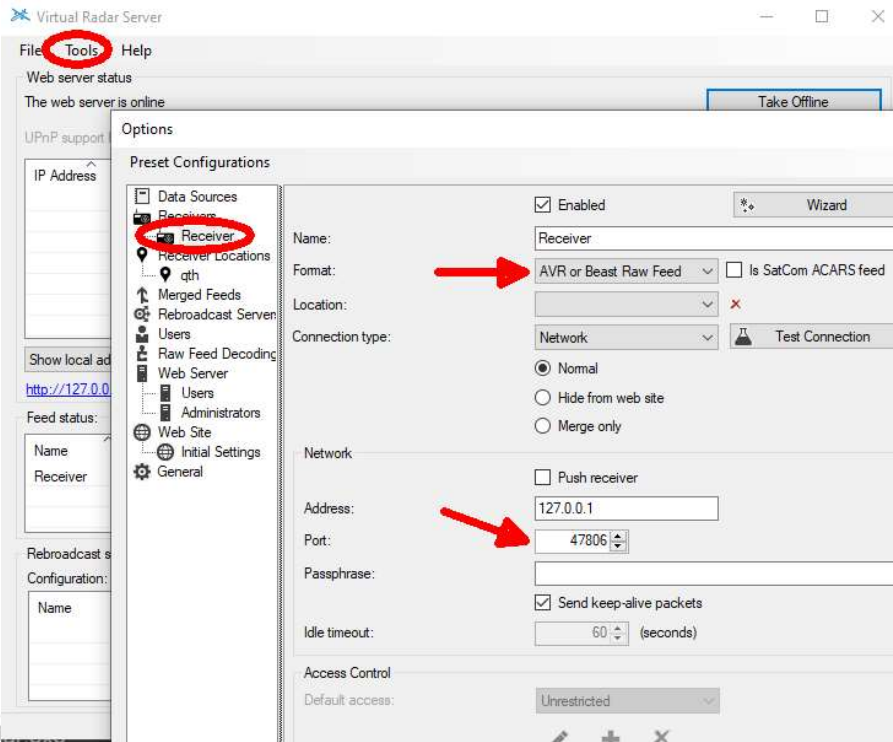 Virtual Radar Server
File Tools Help
Web server status
The web server is online
Take Offline
UPnP support
IP Address
Show local ad
http://127.0.0
Feed status:
Name
Receiver
Rebroadcast s
Configuration:
Name
Options
Preset Configurations
Data Sources
Receivers
Receiver
Receiver Locations
qth
Merged Feeds
Rebroadcast Server
Users
Raw Feed Decoding
Web Server
Users
Administrators
Web Site
Initial Settings
General
Enabled
Wizard
Name: Receiver
Format: AVR or Beast Raw Feed Is SatCom ACARS feed
Location:
Connection type: Network Test Connection
Normal
Hide from web site
Merge only
Network
Push receiver
Address: 127.0.0.1
Port: 47806
Passphrase:
Send keep-alive packets
Idle timeout: 60 (seconds)
Access Control
Default access: Unrestricted